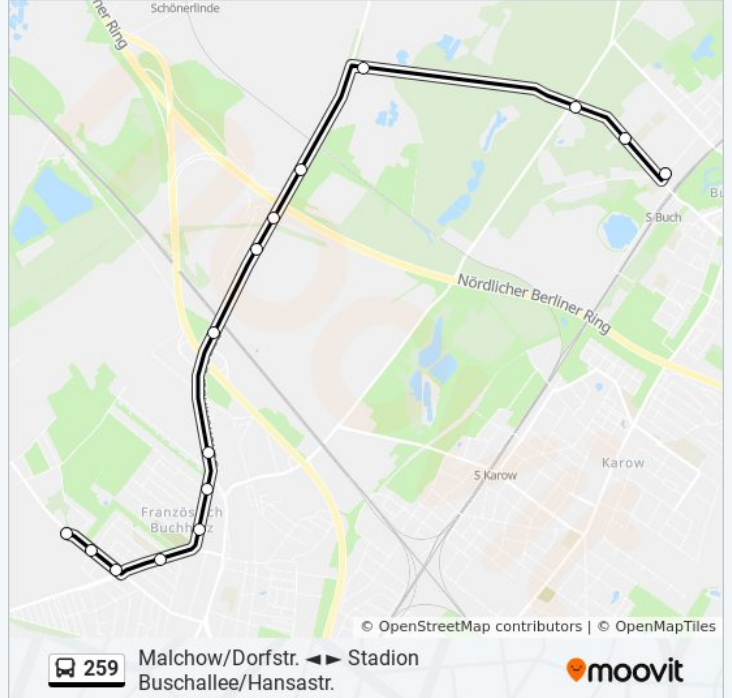 Schönerlinde
ner Ring
S Buch
Bu
Nördlicher Berliner Ring
S Karow
Karow
Französisch
Buchholz
© OpenStreetMap contributors | © OpenMapTiles
259
Malchow/Dorfstr. ◄► Stadion
Buschallee/Hansastr.
moovit